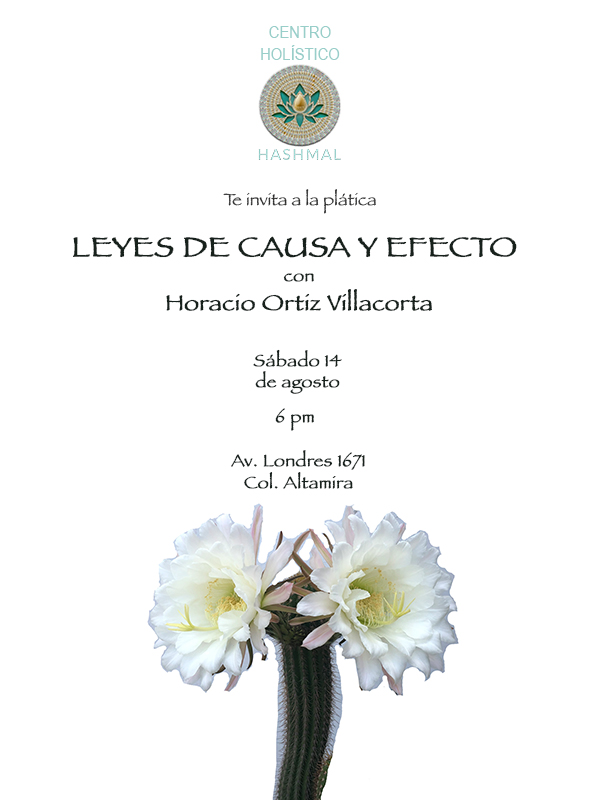 CENTRO
HOLÍSTICO
HASHMAL
Te invita a la plática
LEYES DE CAUSA Y EFECTO
con
Horacio Ortiz Villacorta
Sábado 14
de agosto
6 pm
Av. Londres 1671
Col. Altamira